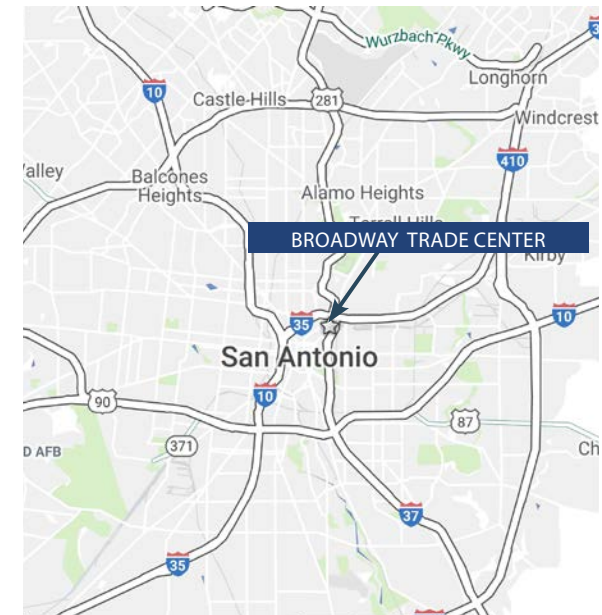 Wurzbach Pkwy
Longhorn
10
Castle-Hills
281
Windcrest
410
alley
Balcones
Heights
Alamo Heights
BROADWAY TRADE CENTER
Kirby
35
10
San Antonio
10
90
87
D AFB
371
Ch
37
35